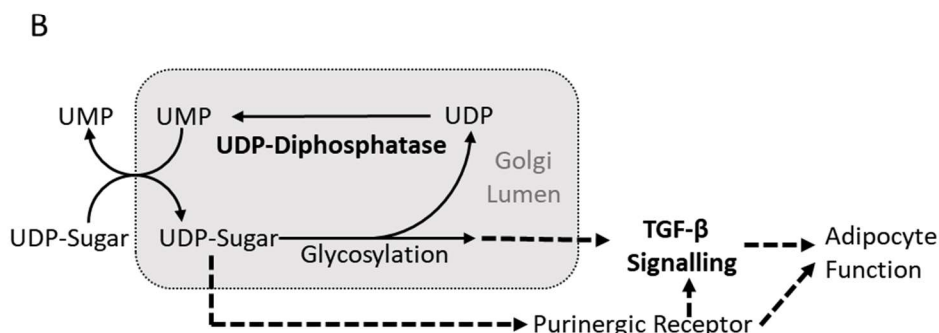 B
UMP
UMP
UDP
UDP-Diphosphatase
Golgi
Lumen
UDP-Sugar
UDP-Sugar
Glycosylation
TGF-β
Signalling
Adipocyte
Function
Purinergic Receptor